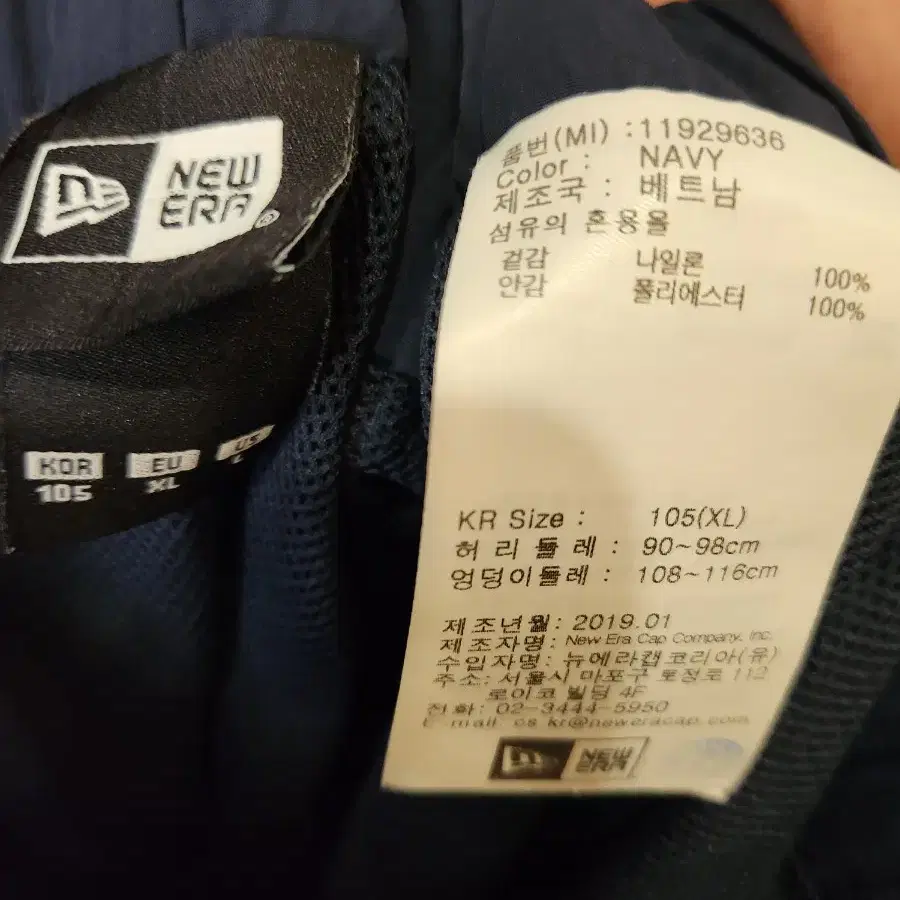 NEW
ERA®
KOR EU US
105 XL L
품번(MI) : 11929636
Color : NAVY
제조국 : 베트남
섬유의 혼용율
겉감 나일론 100%
안감 폴리에스터 100%
KR Size : 105(XL)
허리둘레 : 90~98cm
엉덩이둘레 : 108~116cm
제조년월: 2019.01
제조자명: New Era Cap Company, Inc.
수입자명: 뉴에라캡코리아(유)
주소: 서울시 마포구 토정로 112
로이코 빌딩 4F
전화: 02-3444-5950
E-mail cs.kr@neweracap.com
NEW
ERA